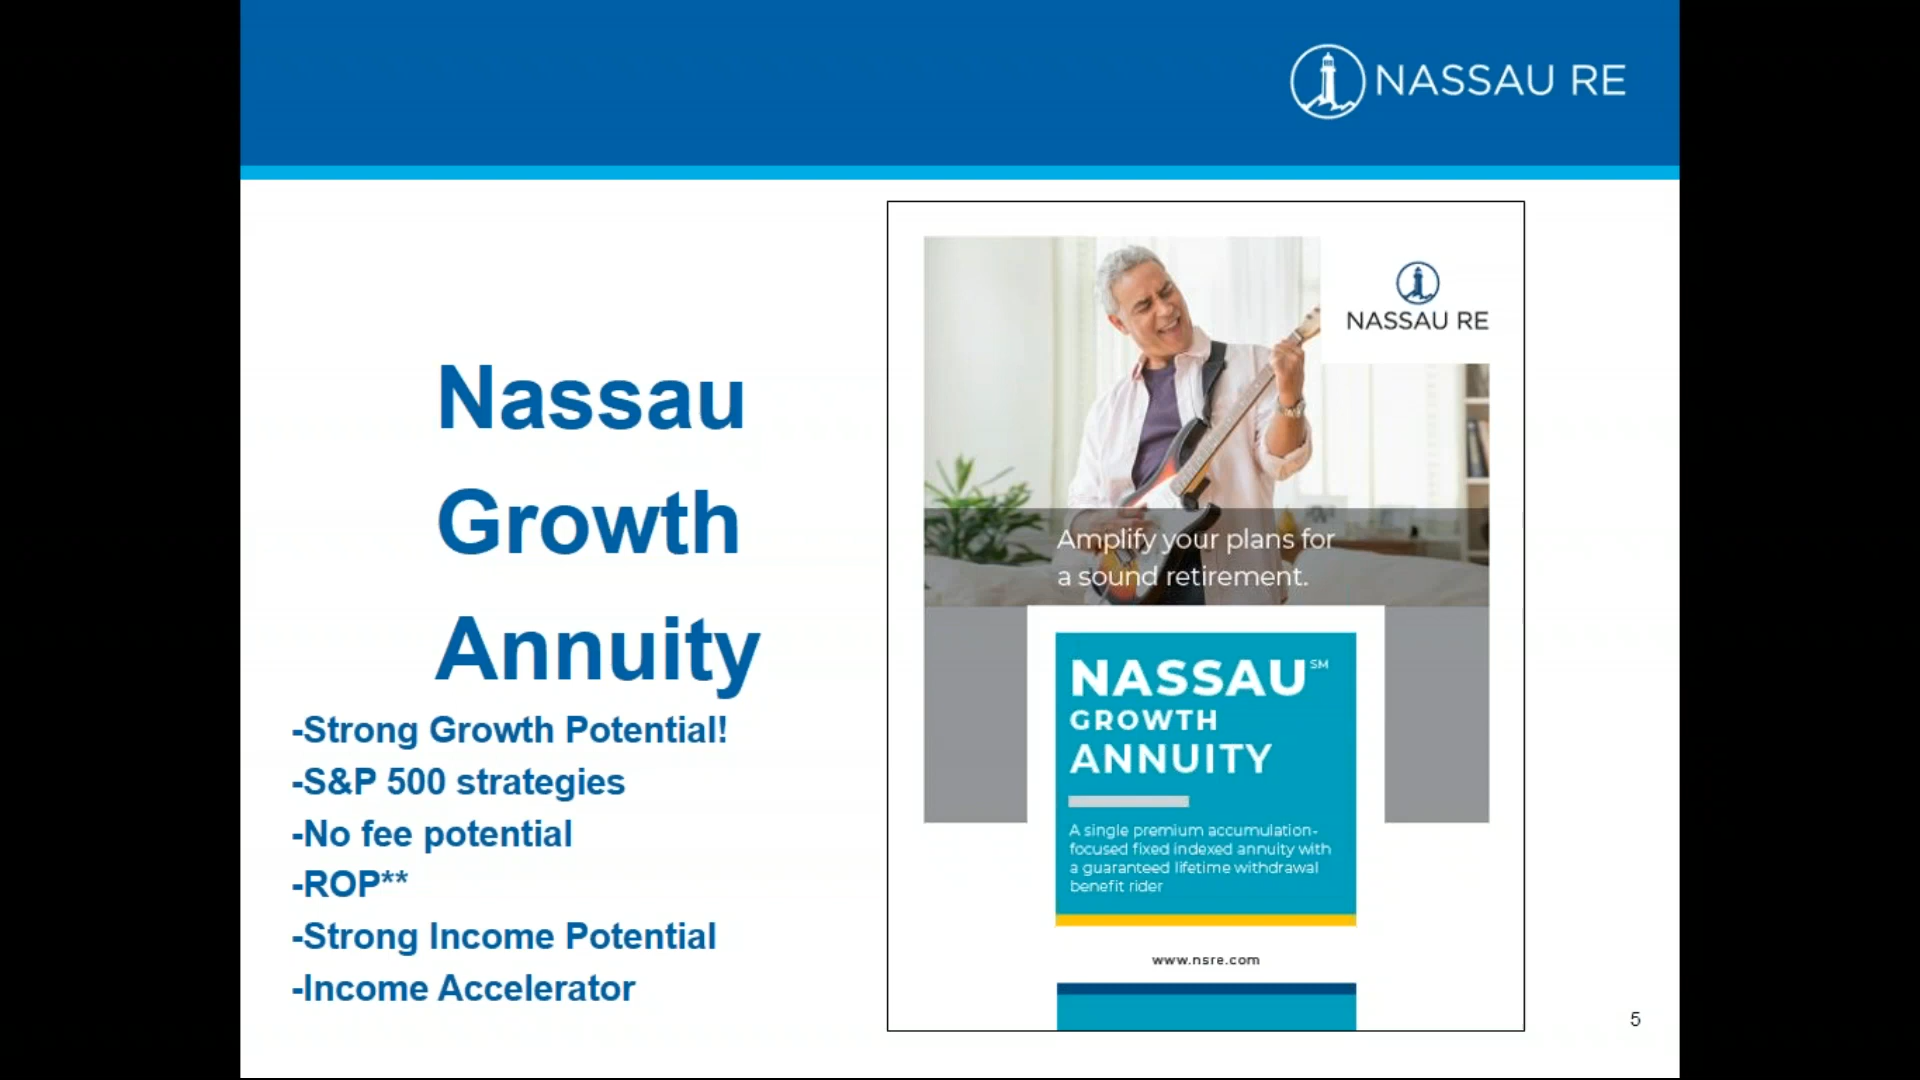 NASSAU RE
Nassau
Growth
Annuity
-Strong Growth Potential!
-S&P 500 strategies
-No fee potential
-ROP**
-Strong Income Potential
-Income Accelerator
NASSAU RE
Amplify your plans for
a sound retirement.
NASSAU℠
GROWTH
ANNUITY
A single premium accumulation-
focused fixed indexed annuity with
a guaranteed lifetime withdrawal
benefit rider
www.nsre.com
5